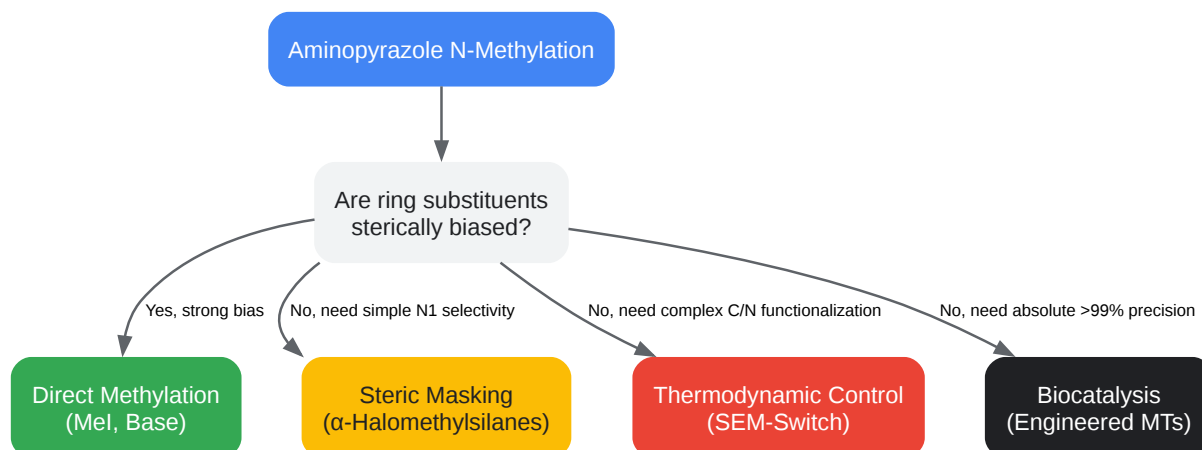 Aminopyrazole N-Methylation
Are ring substituents
sterically biased?
Yes, strong bias
No, need simple N1 selectivity
No, need complex C/N functionalization
No, need absolute >99% precision
Direct Methylation
(MeI, Base)
Steric Masking
(α-Halomethylsilanes)
Thermodynamic Control
(SEM-Switch)
Biocatalysis
(Engineered MTs)